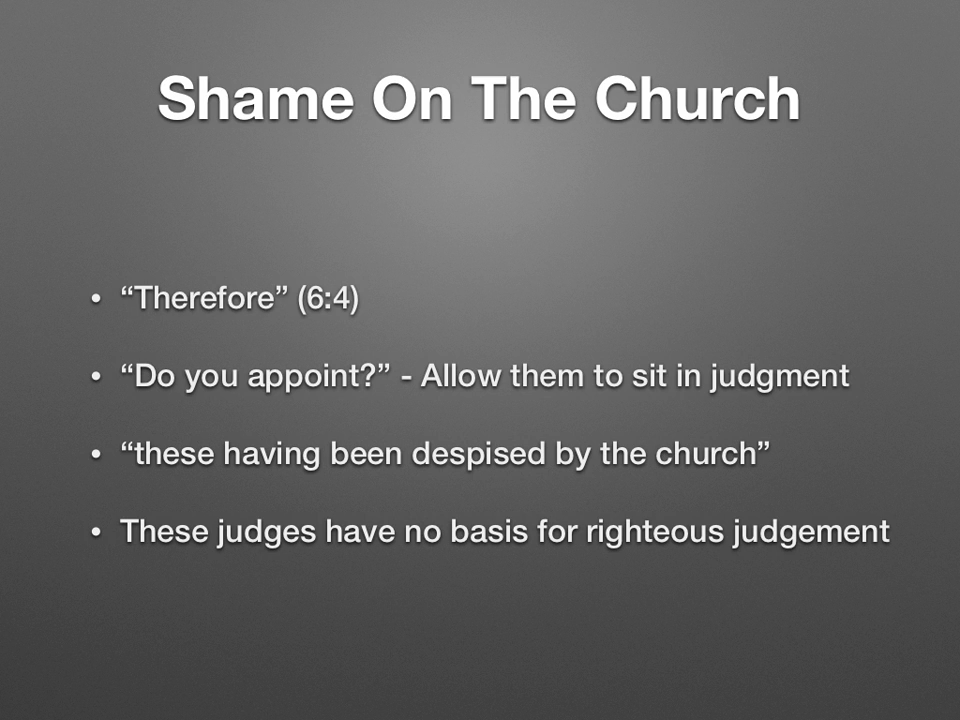 Shame On The Church
• “Therefore” (6:4)
• “Do you appoint?” - Allow them to sit in judgment
• “these having been despised by the church”
• These judges have no basis for righteous judgement